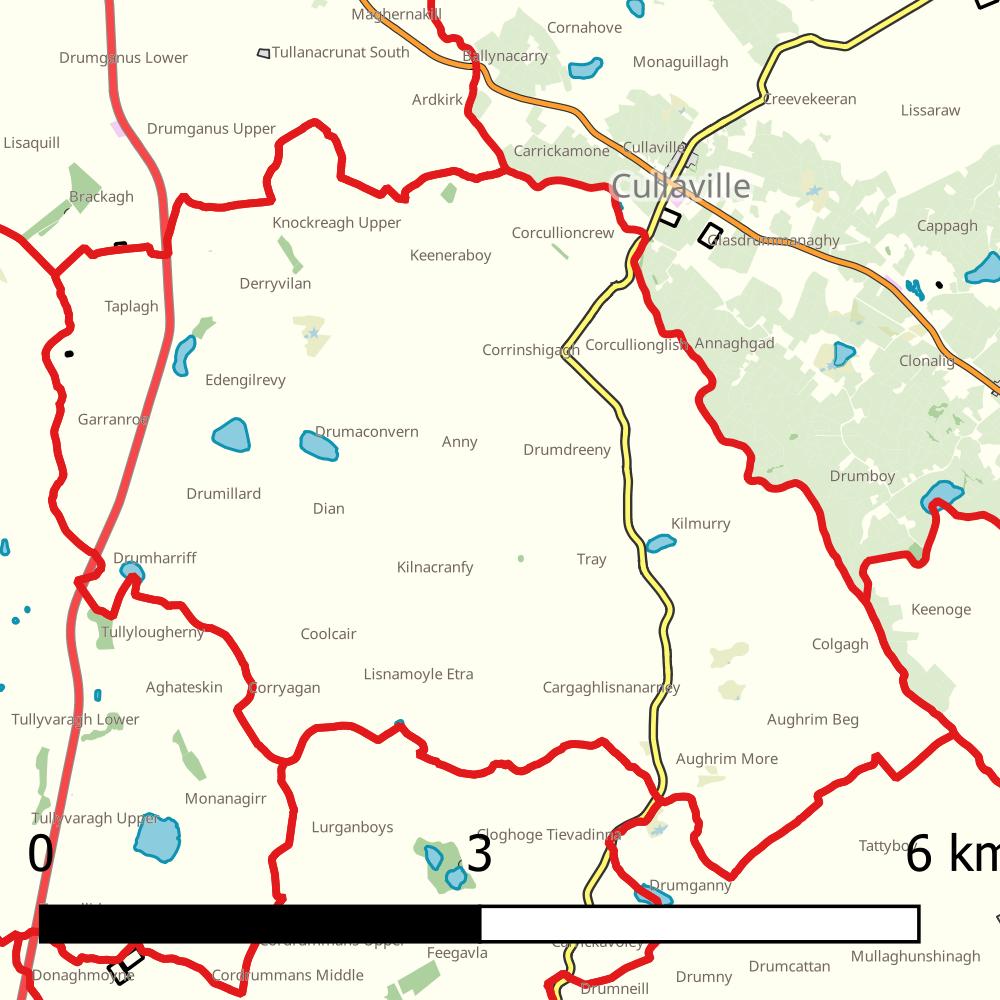 Maghernakill
Cornahove
Drumganus Lower
Tullanacrunat South
Ballynacarry
Monaguillagh
Ardkirk
Creevekeeran
Lissaraw
Drumganus Upper
Lisaquill
Carrickamone
Cullaville
Cullaville
Brackagh
Knockreagh Upper
Corcullioncrew
Glasdrummanaghy
Cappagh
Keeneraboy
Derryvilan
Taplagh
Corrinshigagh
Corcullionglish
Annaghgad
Clonalig
Edengilrevy
Garranroe
Drumaconvern
Anny
Drumdreeny
Drumboy
Drumillard
Dian
Kilmurry
Drumharriff
Kilnacranfy
Tray
Keenoge
Tullylougherny
Coolcair
Colgagh
Lisnamoyle Etra
Aghateskin
Corryagan
Cargaghlisnanarney
Tullyvaragh Lower
Aughrim Beg
Aughrim More
Monanagirr
Tullyvaragh Upper
Lurganboys
Cloghoge Tievadinna
Tattyboy
0
3
6 km
Drumganny
Cordrummans Upper
Carrickavoley
Feegavla
Mullaghunshinagh
Drumcattan
Donaghmoyne
Cordrummans Middle
Drumny
Drumneill